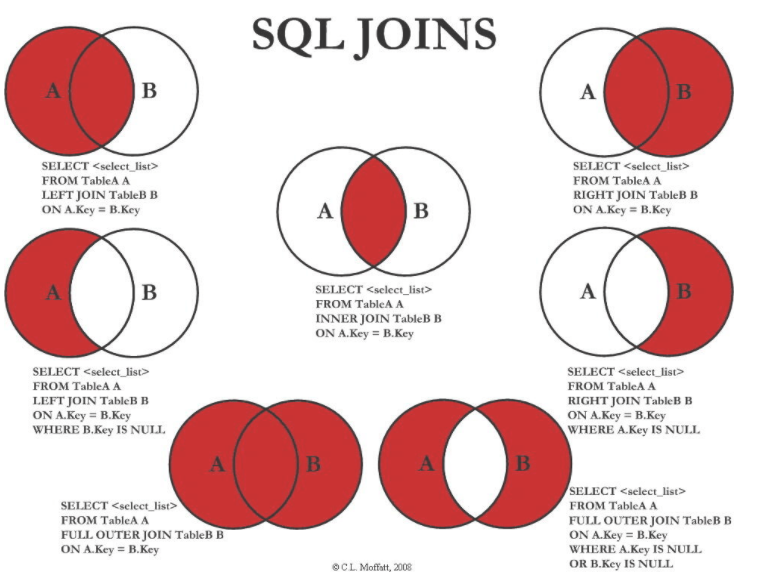 SQL JOINS
A B
SELECT <select_list>
FROM TableA A
LEFT JOIN TableB B
ON A.Key = B.Key
A B
SELECT <select_list>
FROM TableA A
RIGHT JOIN TableB B
ON A.Key = B.Key
A B
SELECT <select_list>
FROM TableA A
INNER JOIN TableB B
ON A.Key = B.Key
A B
SELECT <select_list>
FROM TableA A
LEFT JOIN TableB B
ON A.Key = B.Key
WHERE B.Key IS NULL
A B
SELECT <select_list>
FROM TableA A
RIGHT JOIN TableB B
ON A.Key = B.Key
WHERE A.Key IS NULL
A B
SELECT <select_list>
FROM TableA A
FULL OUTER JOIN TableB B
ON A.Key = B.Key
A B
SELECT <select_list>
FROM TableA A
FULL OUTER JOIN TableB B
ON A.Key = B.Key
WHERE A.Key IS NULL
OR B.Key IS NULL
© C.L. Moffatt, 2008